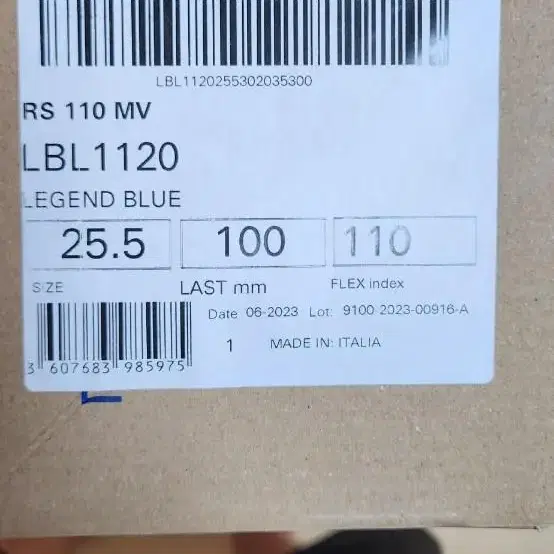 LBL1120255302035300
RS 110 MV
LBL1120
LEGEND BLUE
25.5 100 110
SIZE LAST mm FLEX index
Date 06-2023 Lot: 9100 2023-00916-A
1 MADE IN: ITALIA
3 607683 985975